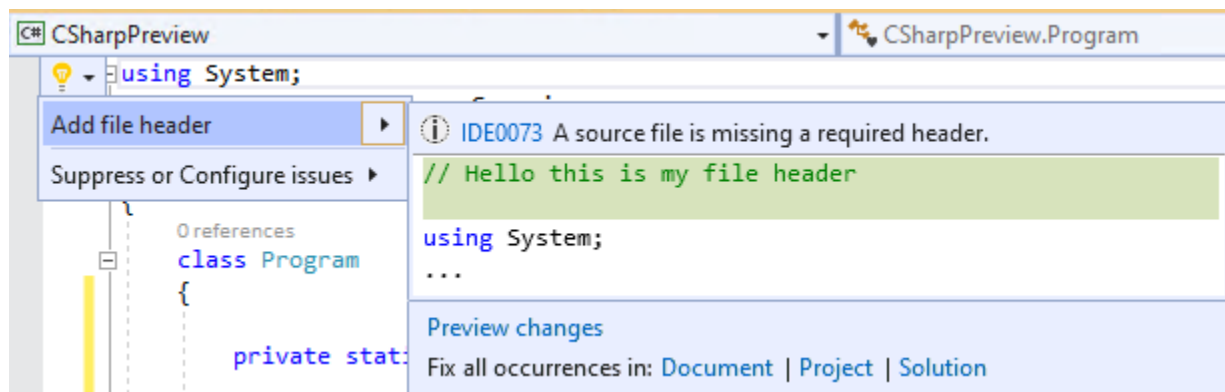 C# CSharpPreview CSharpPreview.Program
using System;
Add file header
IDE0073 A source file is missing a required header.
Suppress or Configure issues
// Hello this is my file header
using System;
...
{
0 references
class Program
{
private stati
Preview changes
Fix all occurrences in: Document | Project | Solution